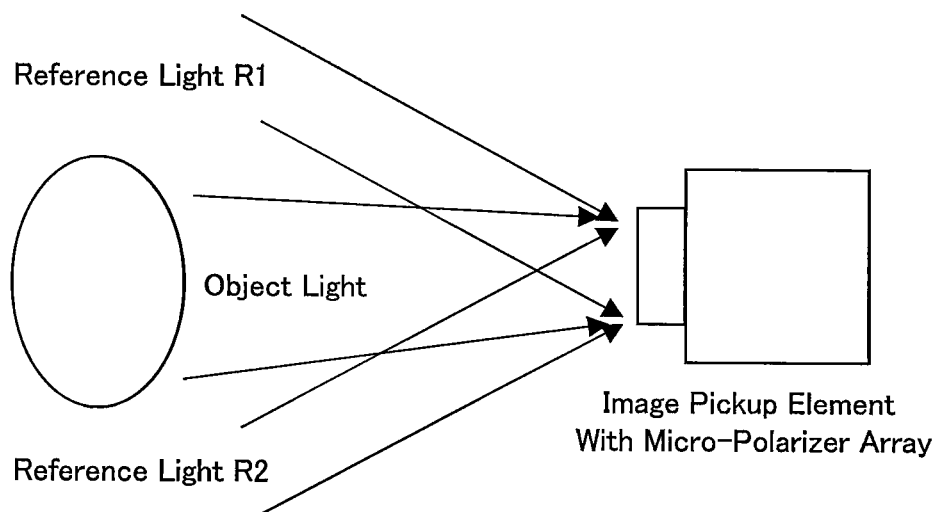 Reference Light R1
Object Light
Image Pickup Element
With Micro-Polarizer Array
Reference Light R2